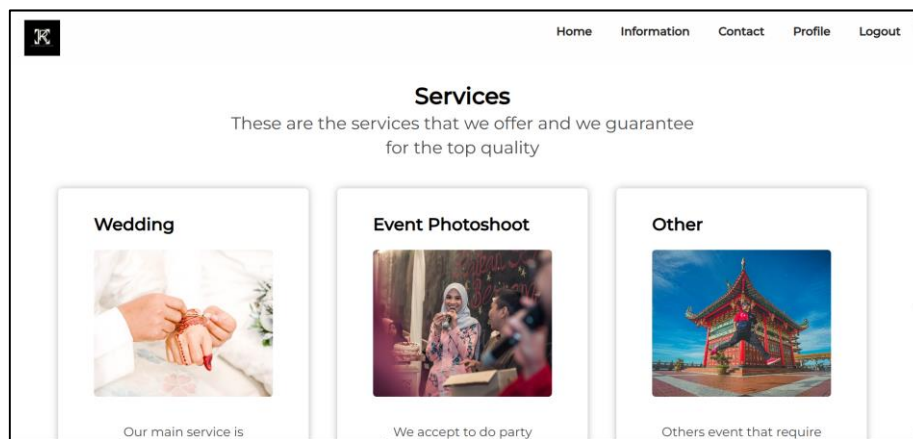 Home Information Contact Profile Logout
Services
These are the services that we offer and we guarantee
for the top quality
Wedding
Event Photoshoot
Other
Our main service is
We accept to do party
Others event that require